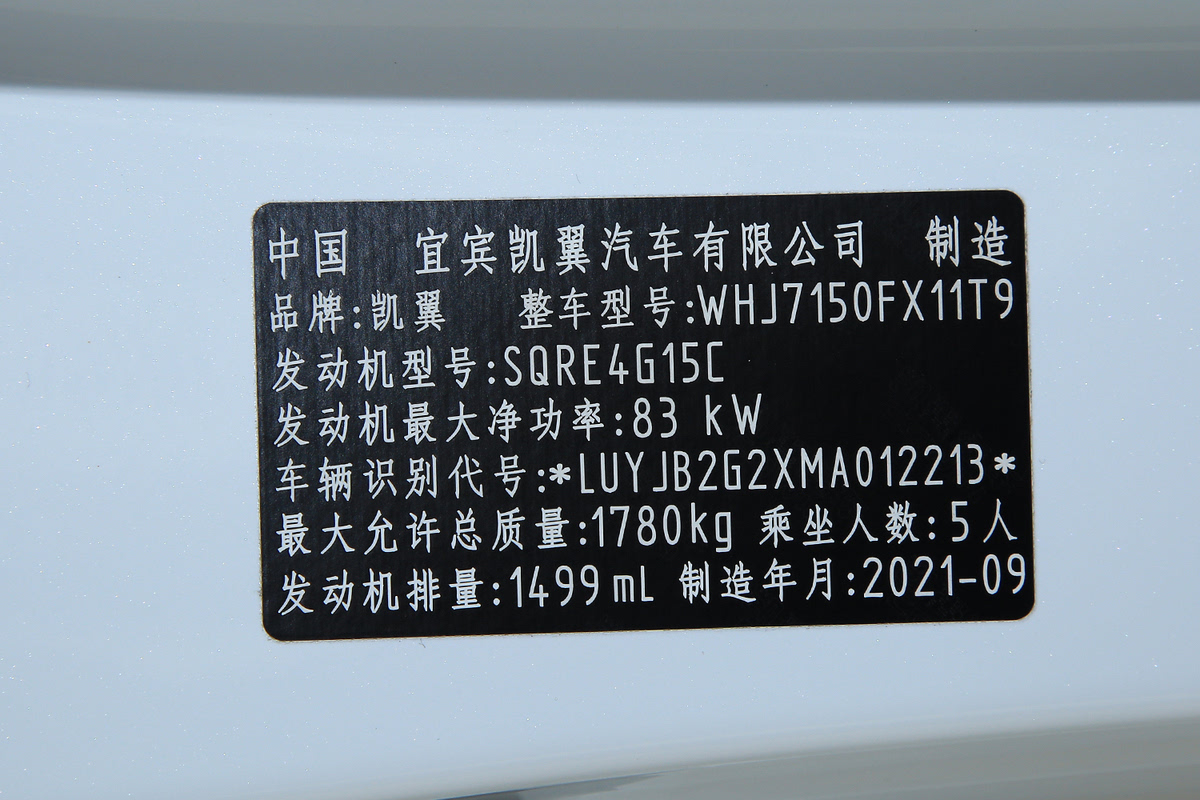 中国 宜宾凯翼汽车有限公司 制造
品牌:凯翼 整车型号:WHJ7150FX11T9
发动机型号:SQRE4G15C
发动机最大净功率:83 kW
车辆识别代号:*LUYJB2G2XMA012213*
最大允许总质量:1780kg 乘坐人数:5人
发动机排量:1499mL 制造年月:2021-09